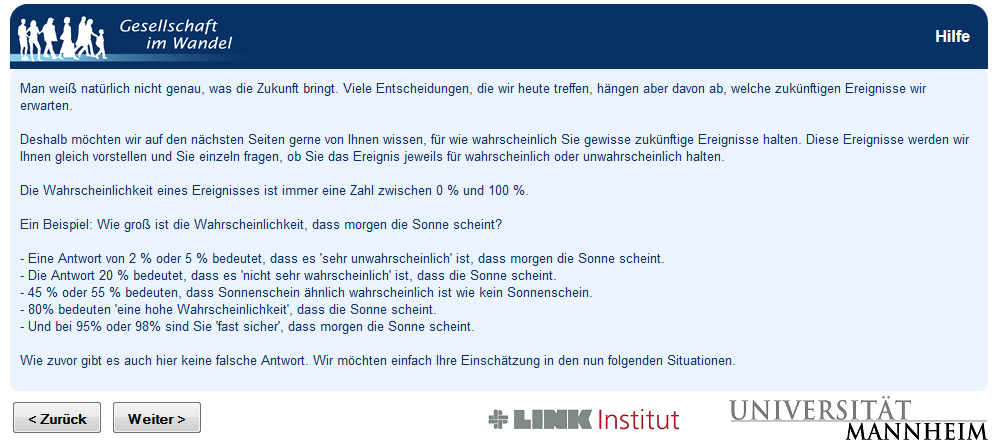 Gesellschaft
im Wandel
Hilfe
Man weiß natürlich nicht genau, was die Zukunft bringt. Viele Entscheidungen, die wir heute treffen, hängen aber davon ab, welche zukünftigen Ereignisse wir
erwarten.
Deshalb möchten wir auf den nächsten Seiten gerne von Ihnen wissen, für wie wahrscheinlich Sie gewisse zukünftige Ereignisse halten. Diese Ereignisse werden wir
Ihnen gleich vorstellen und Sie einzeln fragen, ob Sie das Ereignis jeweils für wahrscheinlich oder unwahrscheinlich halten.
Die Wahrscheinlichkeit eines Ereignisses ist immer eine Zahl zwischen 0 % und 100 %.
Ein Beispiel: Wie groß ist die Wahrscheinlichkeit, dass morgen die Sonne scheint?
- Eine Antwort von 2 % oder 5 % bedeutet, dass es 'sehr unwahrscheinlich' ist, dass morgen die Sonne scheint.
- Die Antwort 20 % bedeutet, dass es 'nicht sehr wahrscheinlich' ist, dass die Sonne scheint.
- 45 % oder 55 % bedeuten, dass Sonnenschein ähnlich wahrscheinlich ist wie kein Sonnenschein.
- 80% bedeuten 'eine hohe Wahrscheinlichkeit', dass die Sonne scheint.
- Und bei 95% oder 98% sind Sie 'fast sicher', dass morgen die Sonne scheint.
Wie zuvor gibt es auch hier keine falsche Antwort. Wir möchten einfach Ihre Einschätzung in den nun folgenden Situationen.
< Zurück
Weiter >
LINK Institut
UNIVERSITÄT
MANNHEIM